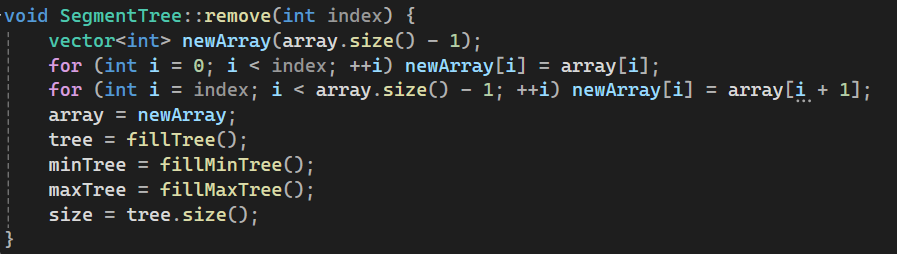 void SegmentTree::remove(int index) {
    vector<int> newArray(array.size() - 1);
    for (int i = 0; i < index; ++i) newArray[i] = array[i];
    for (int i = index; i < array.size() - 1; ++i) newArray[i] = array[i + 1];
    array = newArray;
    tree = fillTree();
    minTree = fillMinTree();
    maxTree = fillMaxTree();
    size = tree.size();
}